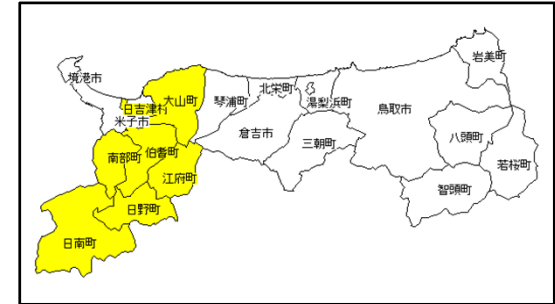 岩美町
境港市
北栄町
大山町
琴浦町
湯梨浜町
日吉津村
鳥取市
米子市
倉吉市
八頭町
三朝町
伯耆町
南部町
若桜町
江府町
智頭町
日野町
日南町